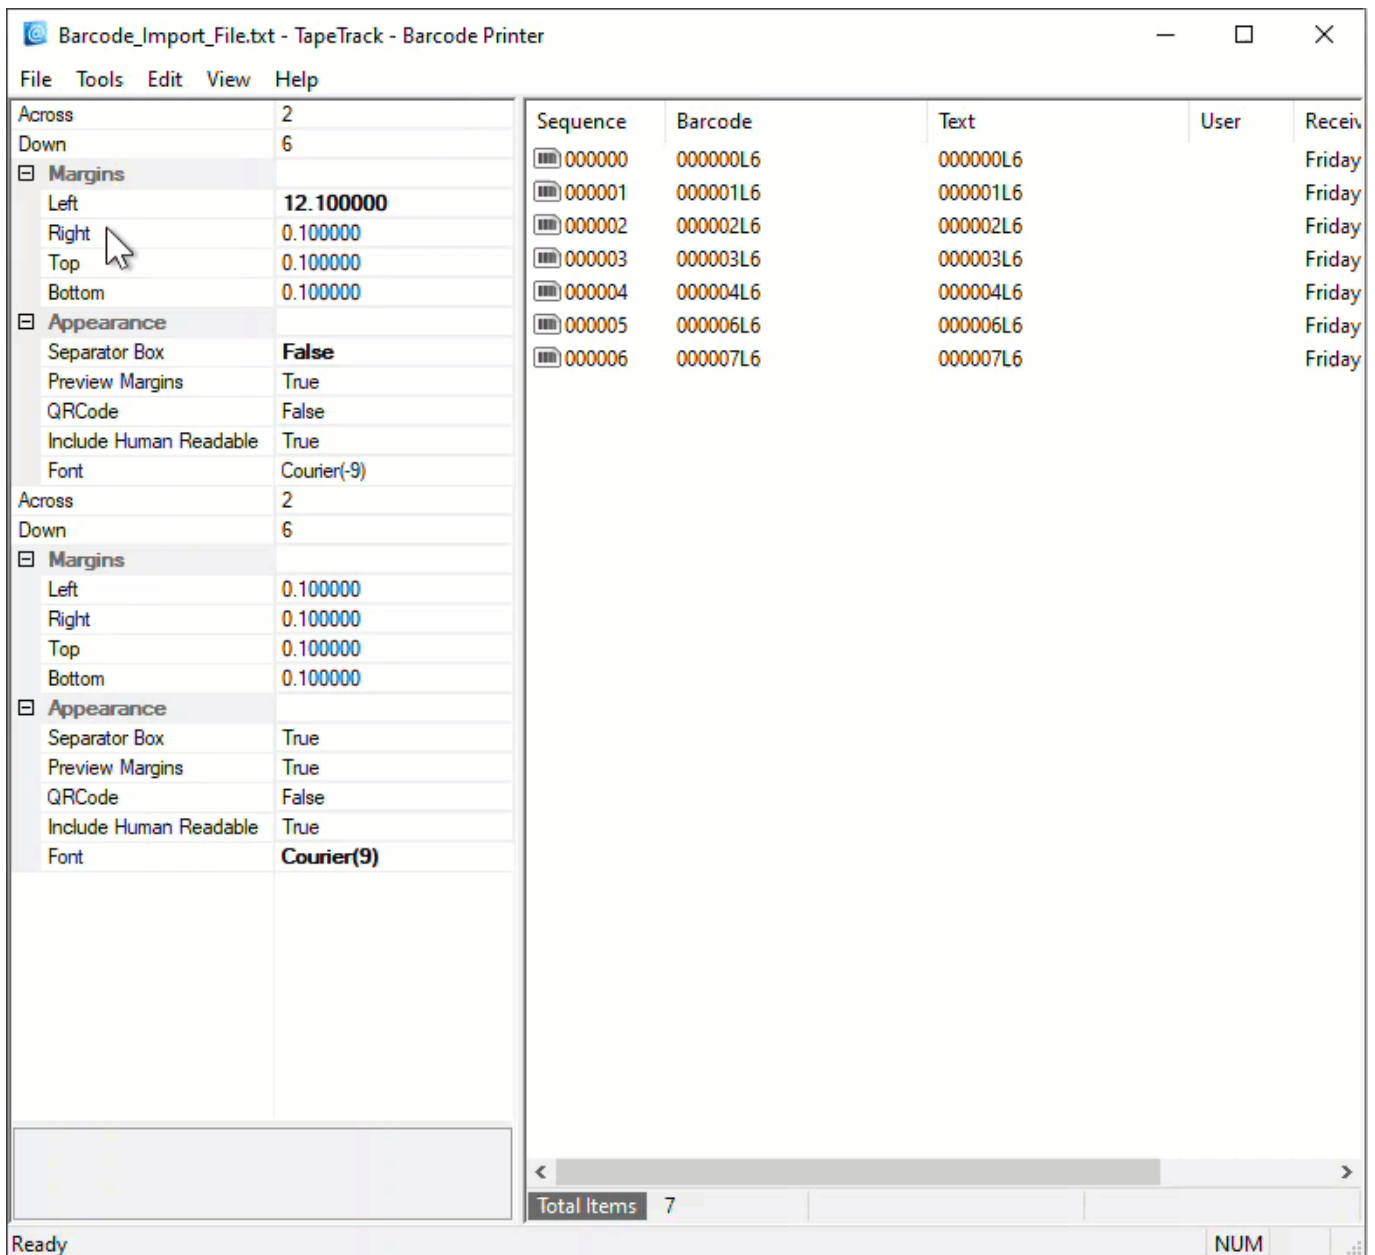 Barcode_Import_File.txt - TapeTrack - Barcode Printer
File Tools Edit View Help
Across 2
Down 6
Margins
Left 12.100000
Right 0.100000
Top 0.100000
Bottom 0.100000
Appearance
Separator Box False
Preview Margins True
QRCode False
Include Human Readable True
Font Courier(-9)
Across 2
Down 6
Margins
Left 0.100000
Right 0.100000
Top 0.100000
Bottom 0.100000
Appearance
Separator Box True
Preview Margins True
QRCode False
Include Human Readable True
Font Courier(9)
Sequence Barcode Text User Receiv
000000 000000L6 000000L6 Friday
000001 000001L6 000001L6 Friday
000002 000002L6 000002L6 Friday
000003 000003L6 000003L6 Friday
000004 000004L6 000004L6 Friday
000005 000006L6 000006L6 Friday
000006 000007L6 000007L6 Friday
Total Items 7
Ready NUM